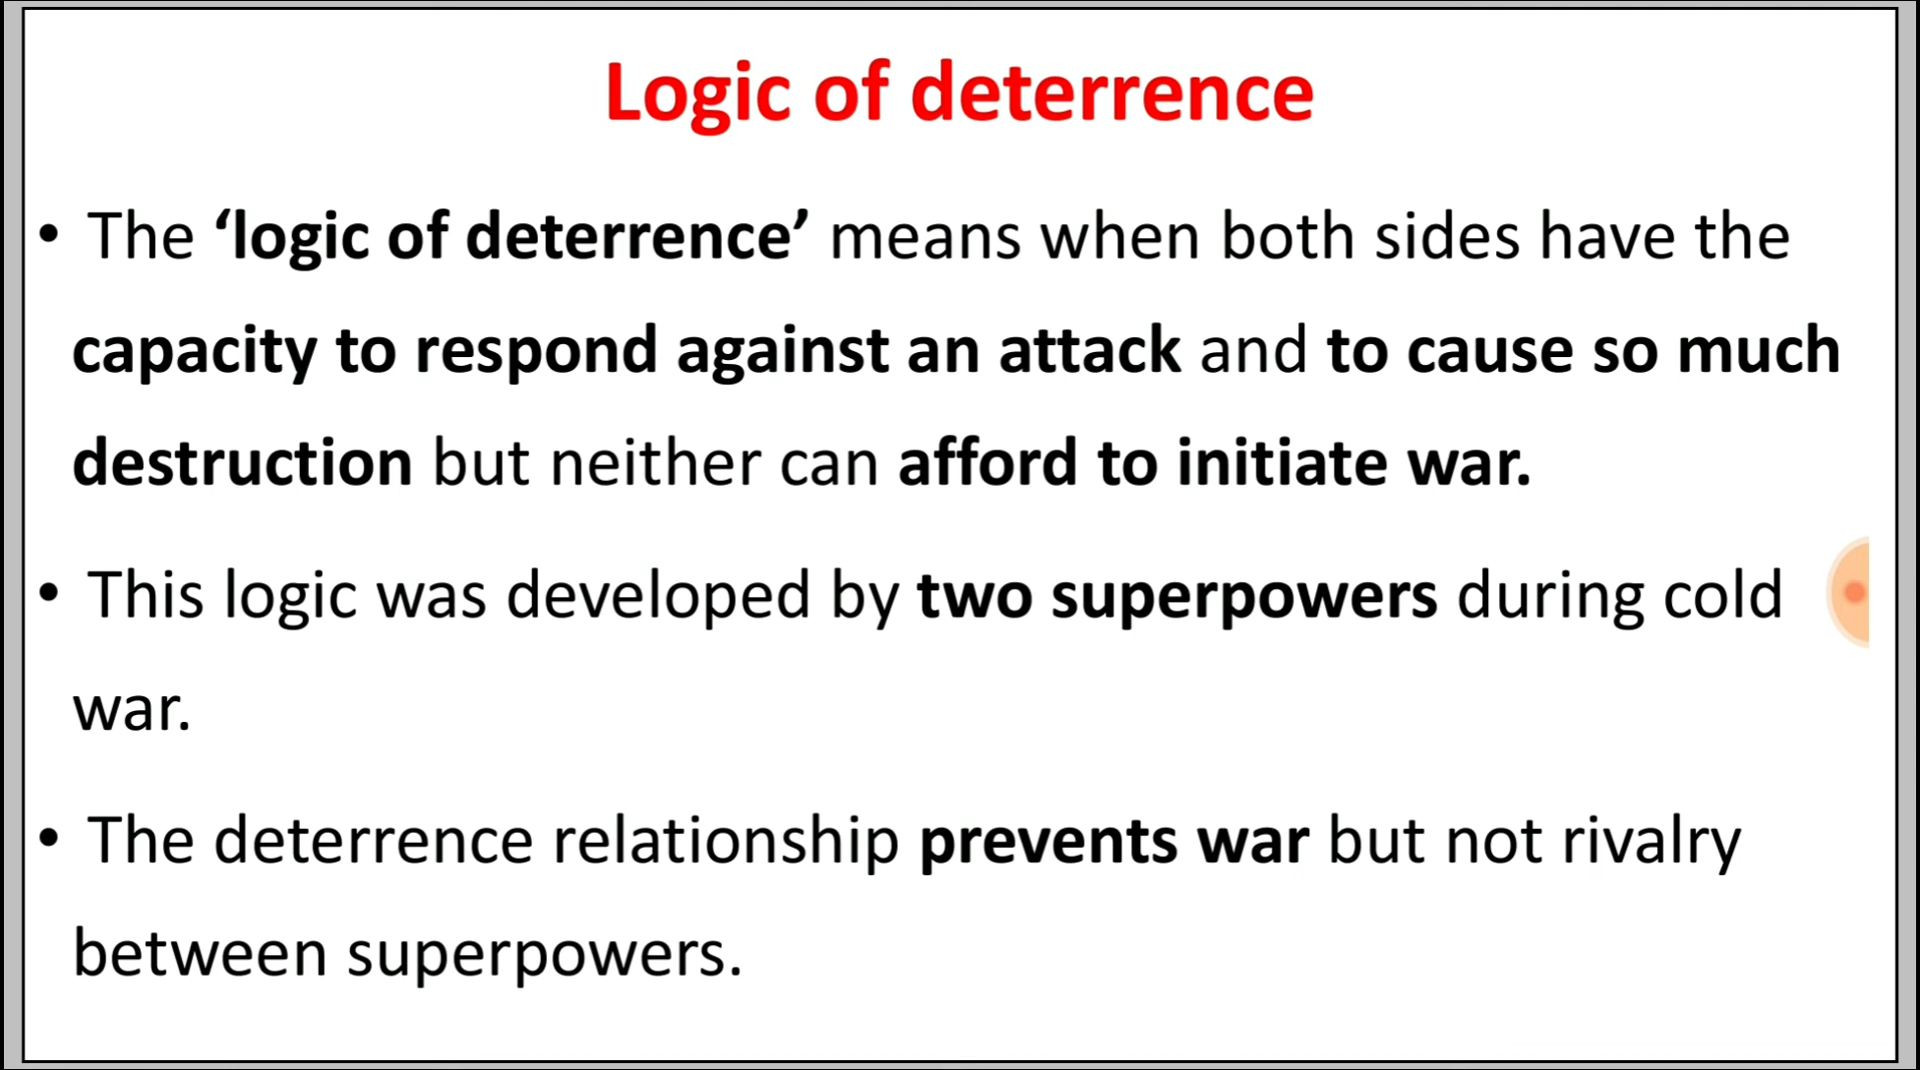 Logic of deterrence
• The ‘logic of deterrence’ means when both sides have the
capacity to respond against an attack and to cause so much
destruction but neither can afford to initiate war.
• This logic was developed by two superpowers during cold
war.
• The deterrence relationship prevents war but not rivalry
between superpowers.